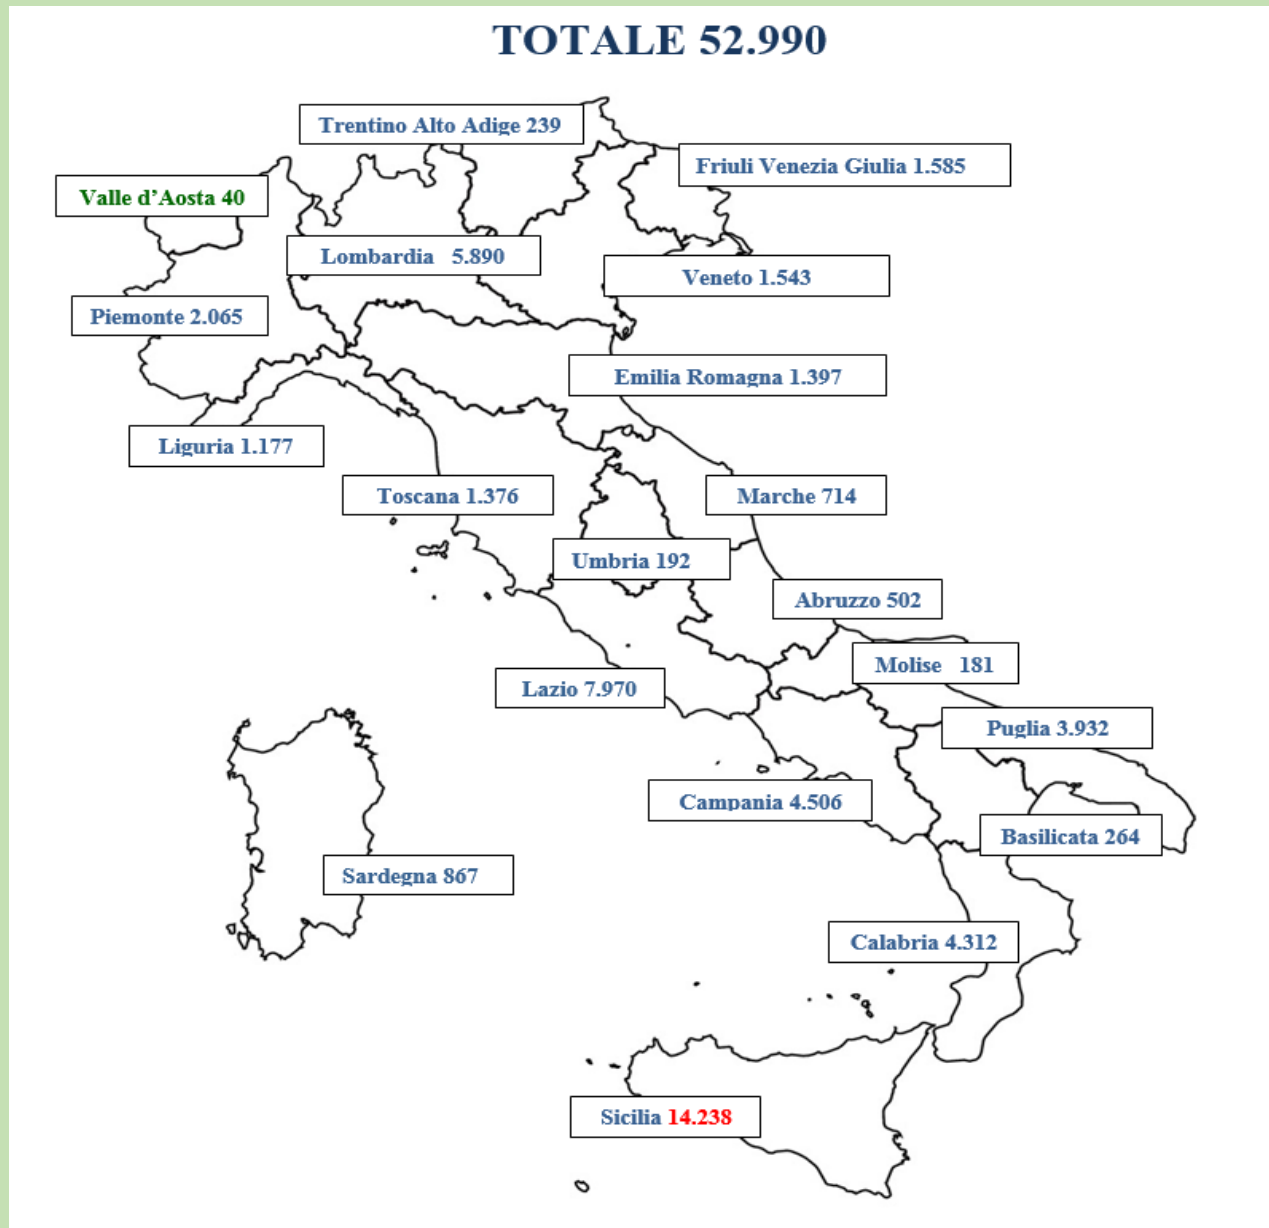 TOTALE 52.990
Trentino Alto Adige 239
Friuli Venezia Giulia 1.585
Valle d’Aosta 40
Lombardia 5.890
Veneto 1.543
Piemonte 2.065
Emilia Romagna 1.397
Liguria 1.177
Toscana 1.376
Marche 714
Umbria 192
Abruzzo 502
Molise 181
Lazio 7.970
Puglia 3.932
Campania 4.506
Basilicata 264
Sardegna 867
Calabria 4.312
Sicilia 14.238